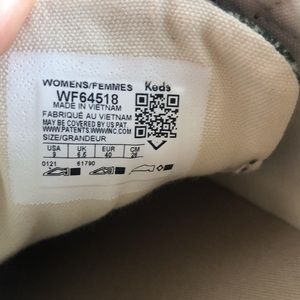 WOMENS/FEMMES Keds
WF64518
MADE IN VIETNAM
FABRIQUÉ AU VIETNAM
MAY BE COVERED BY US PAT
WWW.PATENTS.WWWINC.COM
SIZE/GRANDEUR
USA UK EUR CM
9 6.5 40 26
0121 61790